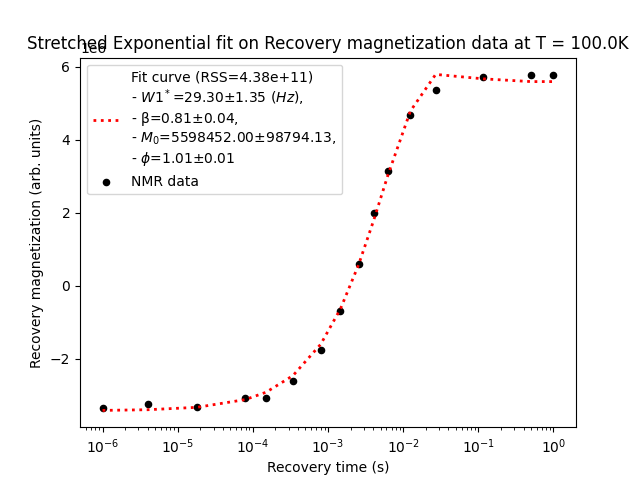 Stretched Exponential fit on Recovery magnetization data at T = 100.0K
1e6
Fit curve (RSS=4.38e+11)
- W1* =29.30±1.35 (Hz),
- β=0.81±0.04,
- M₀=5598452.00±98794.13,
- ϕ=1.01±0.01
NMR data
6
4
2
0
−2
Recovery magnetization (arb. units)
10⁻⁶ 10⁻⁵ 10⁻⁴ 10⁻³ 10⁻² 10⁻¹ 10⁰
Recovery time (s)